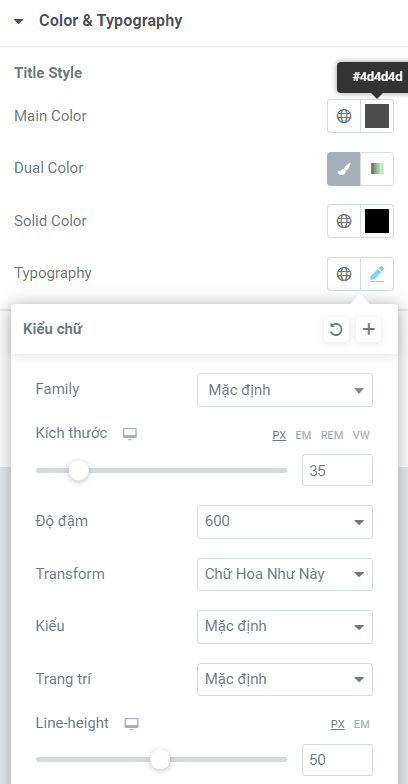 Color & Typography
Title Style
#4d4d4d
Main Color
Dual Color
Solid Color
Typography
Kiểu chữ
Family Mặc định
Kích thước PX EM REM VW
35
Độ đậm 600
Transform Chữ Hoa Như Này
Kiểu Mặc định
Trang trí Mặc định
Line-height PX EM
50